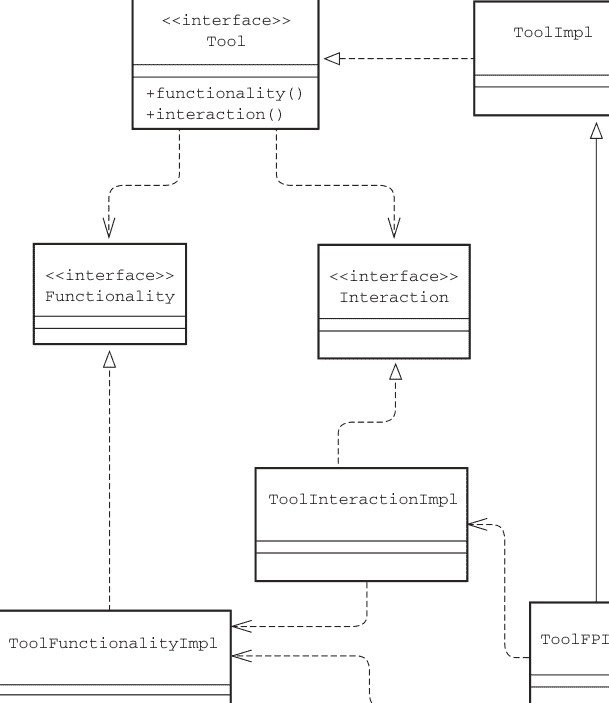 <<interface>>
Tool
+functionality()
+interaction()
ToolImpl
<<interface>>
Functionality
<<interface>>
Interaction
ToolInteractionImpl
ToolFunctionalityImpl